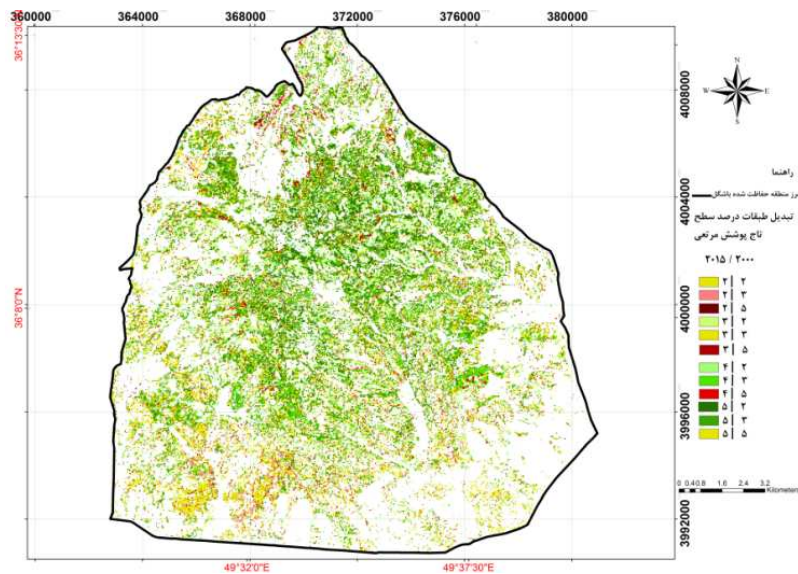 360000 364000 368000 372000 376000 380000
36°13'30"N
36°8'0"N
4008000
4004000
4000000
3996000
3992000
49°32'0"E 49°37'30"E
N
W E
S
راهنما
مرز منطقه حفاظت شده باشگل
تبدیل طبقات درصد سطح
تاج پوشش مرتعی
۲۰۱۵ / ۲۰۰۰
۲ | ۲
۲ | ۳
۲ | ۵
۳ | ۲
۳ | ۳
۳ | ۵
۴ | ۲
۴ | ۳
۴ | ۵
۵ | ۲
۵ | ۳
۵ | ۵
0 0.4 0.8 1.6 2.4 3.2
Kilometers